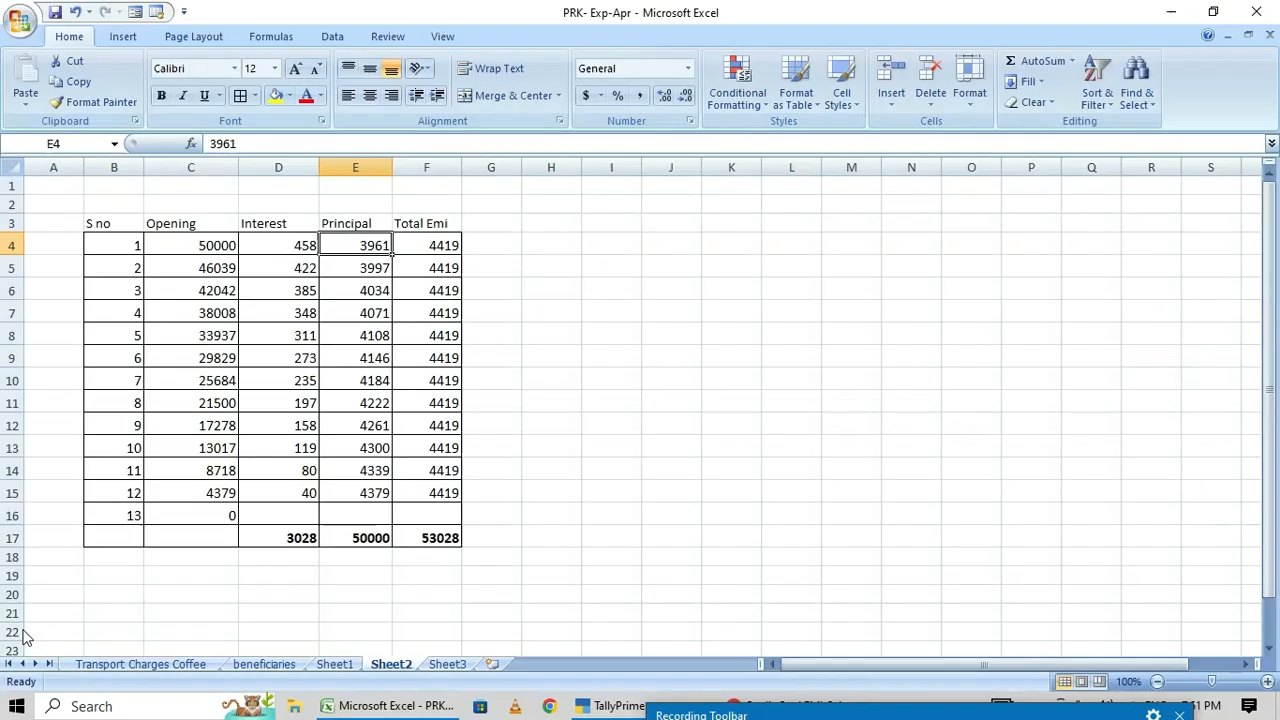 PRK- Exp-Apr - Microsoft Excel
Home Insert Page Layout Formulas Data Review View
Paste
Cut
Copy
Format Painter
Clipboard
Calibri 12
B I U
Font
Wrap Text
Merge & Center
Alignment
General
$ % ,
Number
Conditional Formatting
Format as Table
Cell Styles
Styles
Insert
Delete
Format
Cells
AutoSum
Fill
Clear
Sort & Filter
Find & Select
Editing
E4 fx 3961
A B C D E F G H I J K L M N O P Q R S
1
2
3 S no Opening Interest Principal Total Emi
4 1 50000 458 3961 4419
5 2 46039 422 3997 4419
6 3 42042 385 4034 4419
7 4 38008 348 4071 4419
8 5 33937 311 4108 4419
9 6 29829 273 4146 4419
10 7 25684 235 4184 4419
11 8 21500 197 4222 4419
12 9 17278 158 4261 4419
13 10 13017 119 4300 4419
14 11 8718 80 4339 4419
15 12 4379 40 4379 4419
16 13 0
17 3028 50000 53028
18
19
20
21
22
23
Transport Charges Coffee beneficiaries Sheet1 Sheet2 Sheet3
Ready 100%
Search Microsoft Excel - PRK... TallyPrime
Recording Toolbar